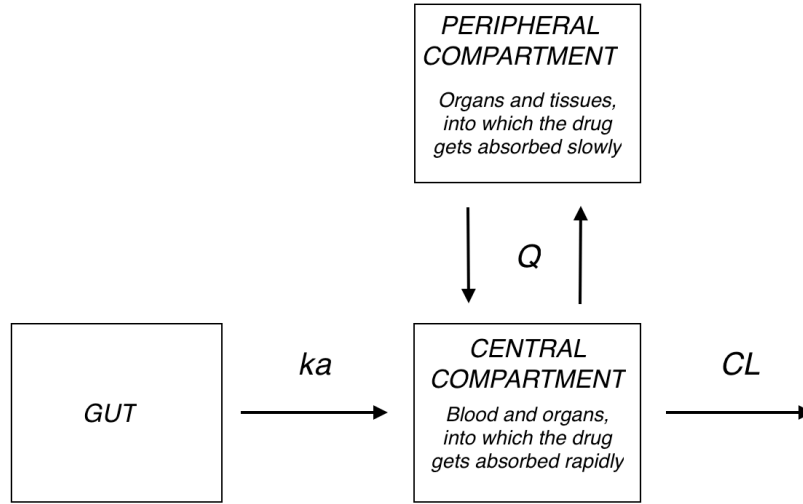 PERIPHERAL
COMPARTMENT
Organs and tissues,
into which the drug
gets absorbed slowly
Q
GUT
ka
CENTRAL
COMPARTMENT
Blood and organs,
into which the drug
gets absorbed rapidly
CL